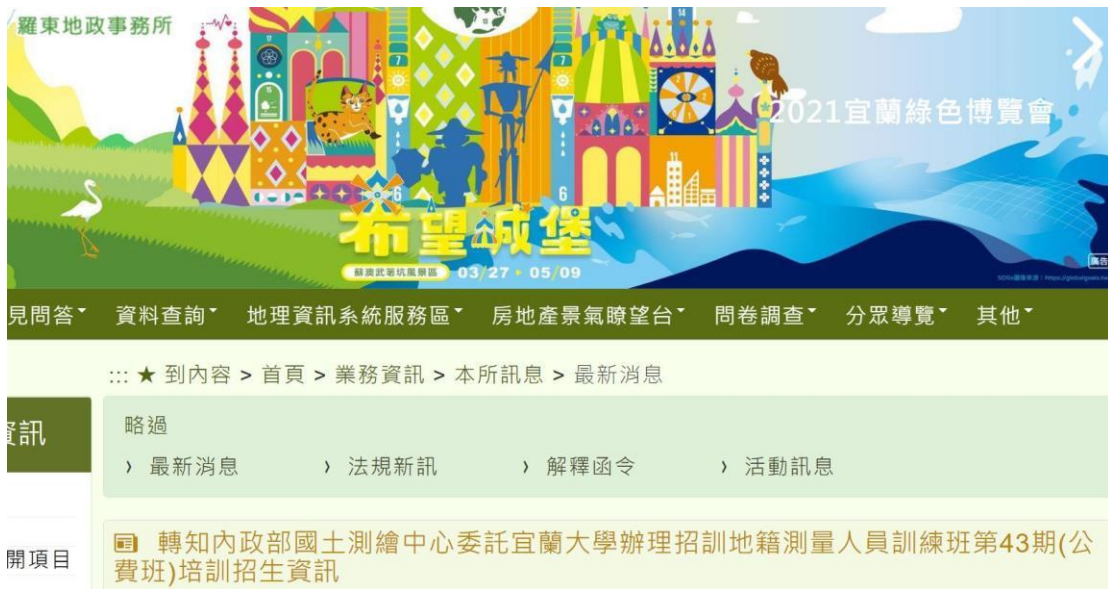 羅東地政事務所
2021宜蘭綠色博覽會
希望城堡
蘇澳武荖坑風景區 03/27 ▸ 05/09
廣告
見問答 資料查詢 地理資訊系統服務區 房地產景氣瞭望台 問卷調查 分眾導覽 其他
::: ★ 到內容 > 首頁 > 業務資訊 > 本所訊息 > 最新消息
資訊
略過
› 最新消息 › 法規新訊 › 解釋函令 › 活動訊息
開項目
轉知內政部國土測繪中心委託宜蘭大學辦理招訓地籍測量人員訓練班第43期(公
費班)培訓招生資訊